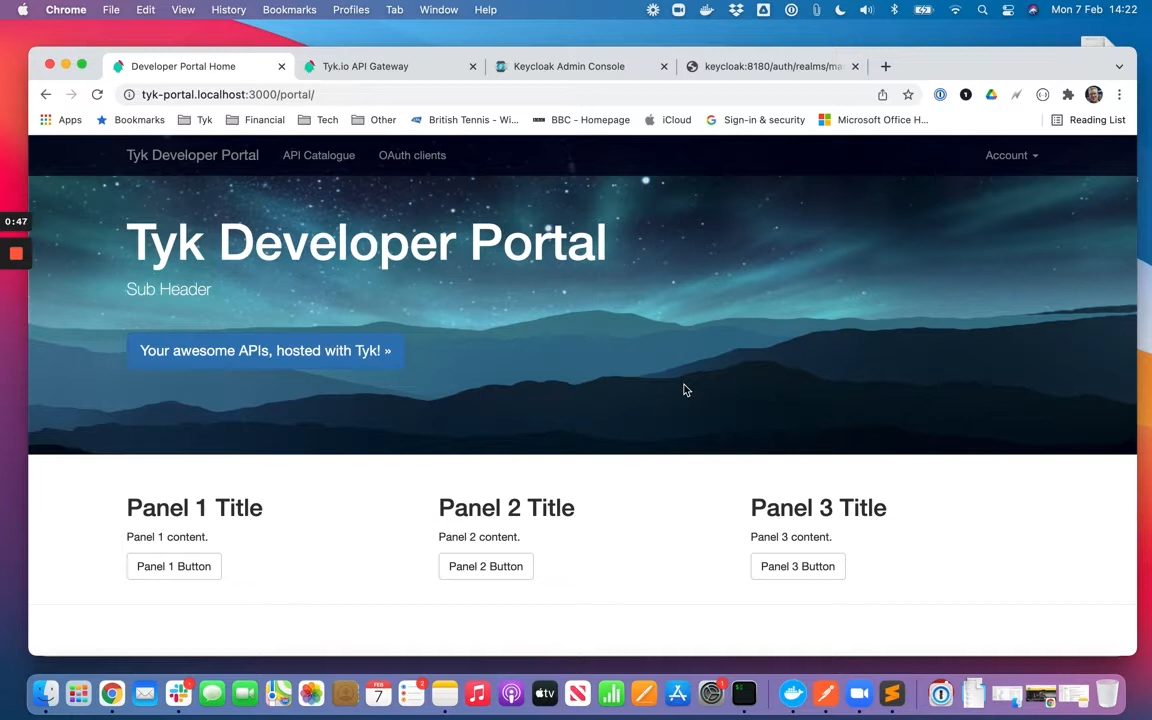 Chrome File Edit View History Bookmarks Profiles Tab Window Help Mon 7 Feb 14:22
Developer Portal Home Tyk.io API Gateway Keycloak Admin Console keycloak:8180/auth/realms/ma
tyk-portal.localhost:3000/portal/
Apps Bookmarks Tyk Financial Tech Other British Tennis - Wi... BBC - Homepage iCloud Sign-in & security Microsoft Office H... Reading List
Tyk Developer Portal API Catalogue OAuth clients Account
0:47
Tyk Developer Portal
Sub Header
Your awesome APIs, hosted with Tyk! »
Panel 1 Title Panel 2 Title Panel 3 Title
Panel 1 content. Panel 2 content. Panel 3 content.
Panel 1 Button Panel 2 Button Panel 3 Button